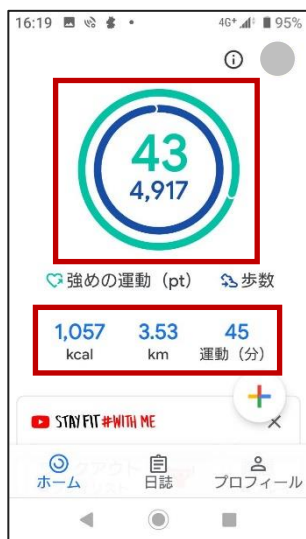 16:19
4G+ 95%
43
4,917
強めの運動（pt） 歩数
1,057 3.53 45
kcal km 運動（分）
STAY FIT #WITH ME
ホーム 日誌 プロフィール